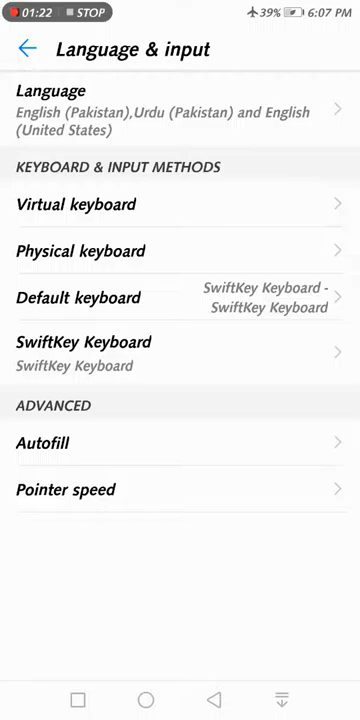 01:22 STOP 39% 6:07 PM
Language & input
Language
English (Pakistan),Urdu (Pakistan) and English
(United States)
KEYBOARD & INPUT METHODS
Virtual keyboard
Physical keyboard
Default keyboard SwiftKey Keyboard -
SwiftKey Keyboard
SwiftKey Keyboard
SwiftKey Keyboard
ADVANCED
Autofill
Pointer speed